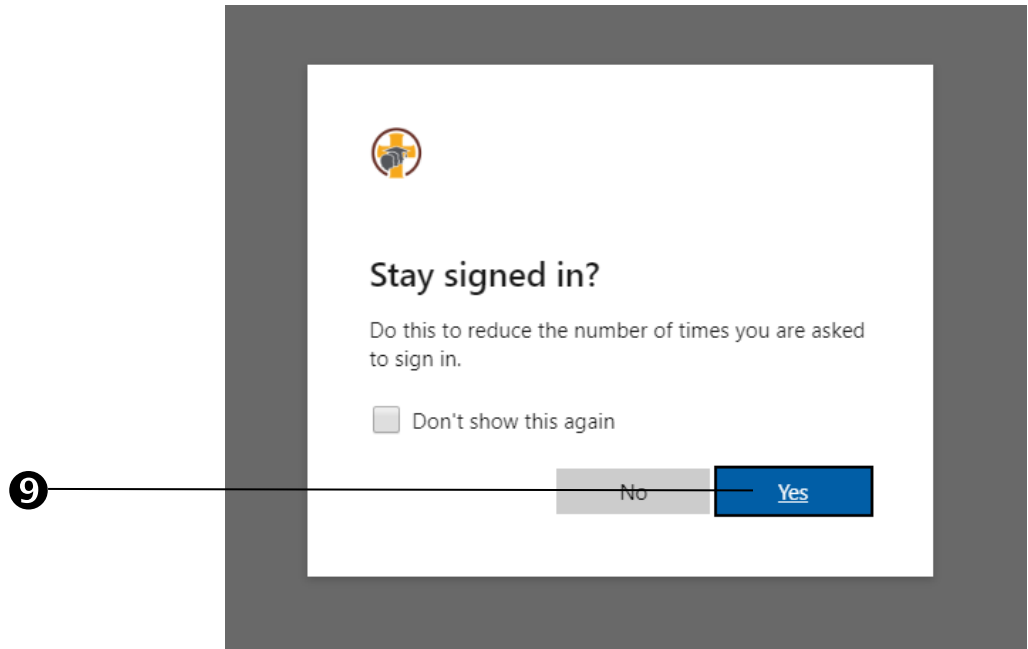 Stay signed in?
Do this to reduce the number of times you are asked
to sign in.
Don't show this again
❾ No Yes